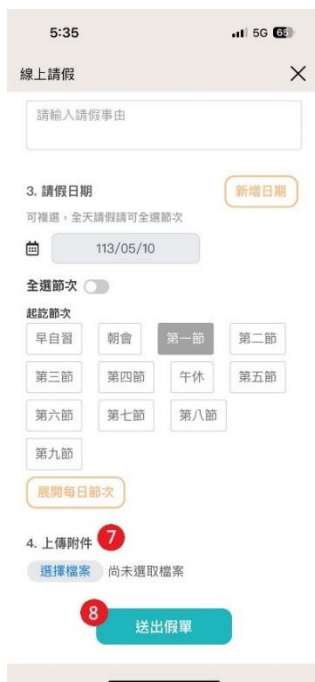 5:35 5G 65
線上請假
請輸入請假事由
3. 請假日期 新增日期
可複選，全天請假請可全選節次
113/05/10
全選節次
起訖節次
早自習 朝會 第一節 第二節
第三節 第四節 午休 第五節
第六節 第七節 第八節
第九節
展開每日節次
4. 上傳附件 7
選擇檔案 尚未選取檔案
8 送出假單